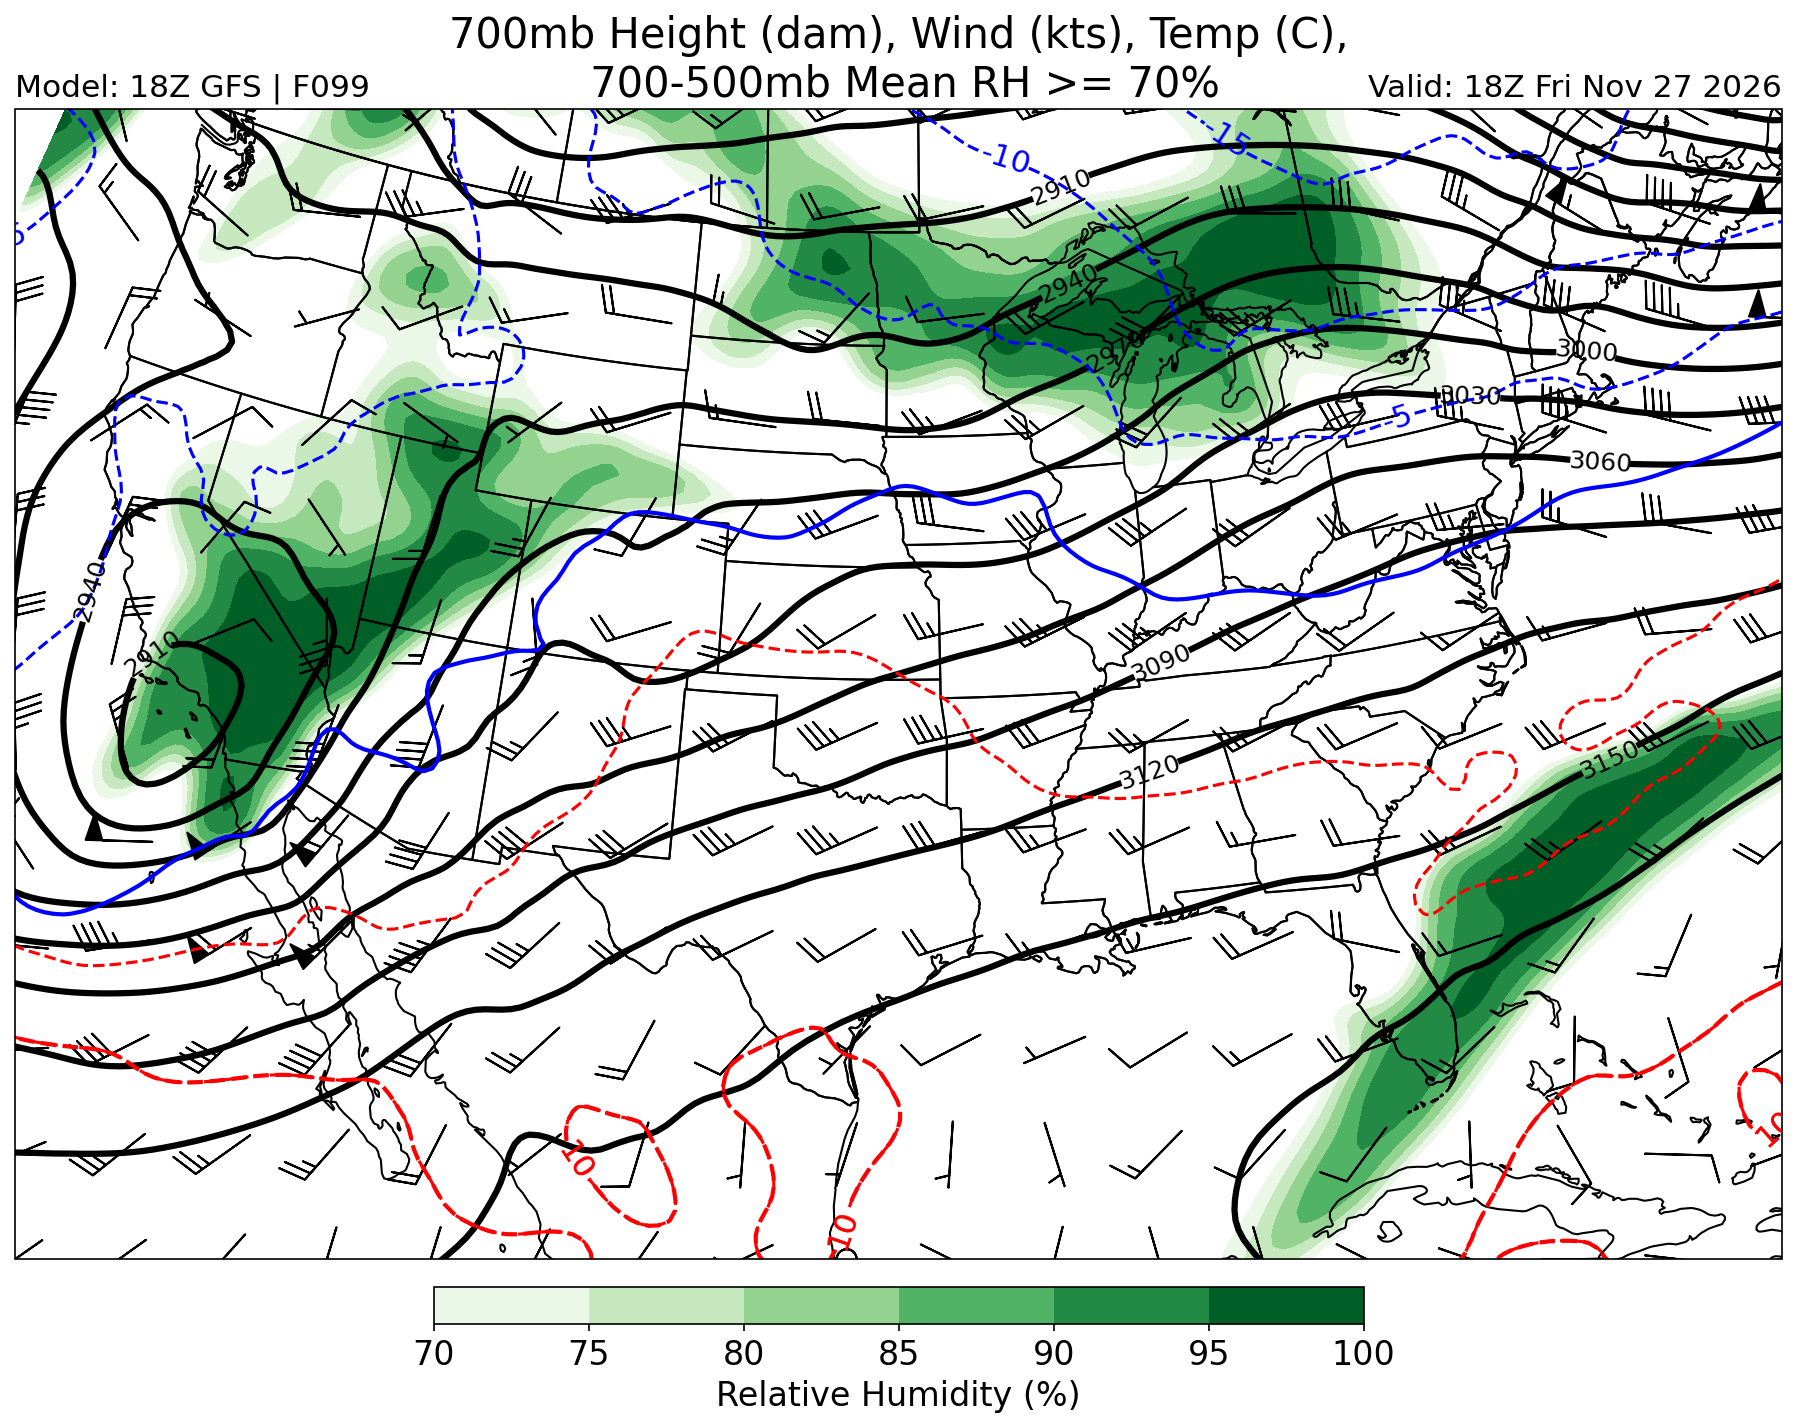 700mb Height (dam), Wind (kts), Temp (C),
700-500mb Mean RH >= 70%
Model: 18Z GFS | F099
Valid: 18Z Fri Nov 27 2026
-15
-10
2910
2940
2970
3000
3030
-5
3060
2940
2910
3090
3120
3150
10
10
10
70 75 80 85 90 95 100
Relative Humidity (%)